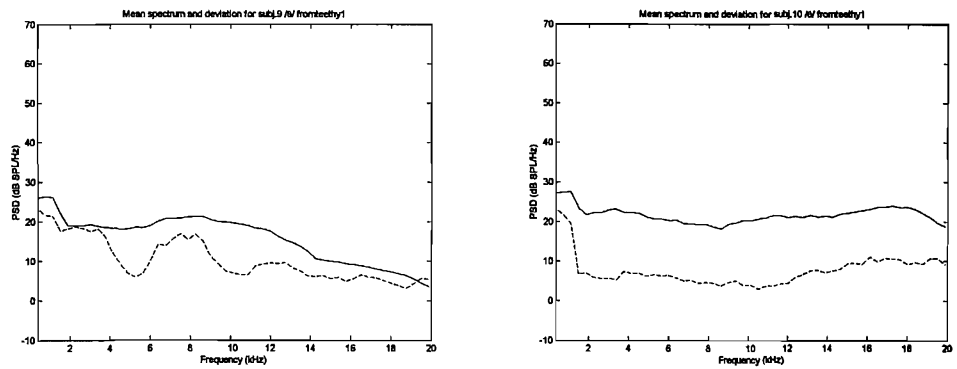 Mean spectrum and deviation for subj.9 /f/ fromteethy1
70
60
50
40
30
20
10
0
-10
PSD (dB SPL/Hz)
2 4 6 8 10 12 14 16 18 20
Frequency (kHz)
Mean spectrum and deviation for subj.10 /f/ fromteethy1
70
60
50
40
30
20
10
0
-10
PSD (dB SPL/Hz)
2 4 6 8 10 12 14 16 18 20
Frequency (kHz)